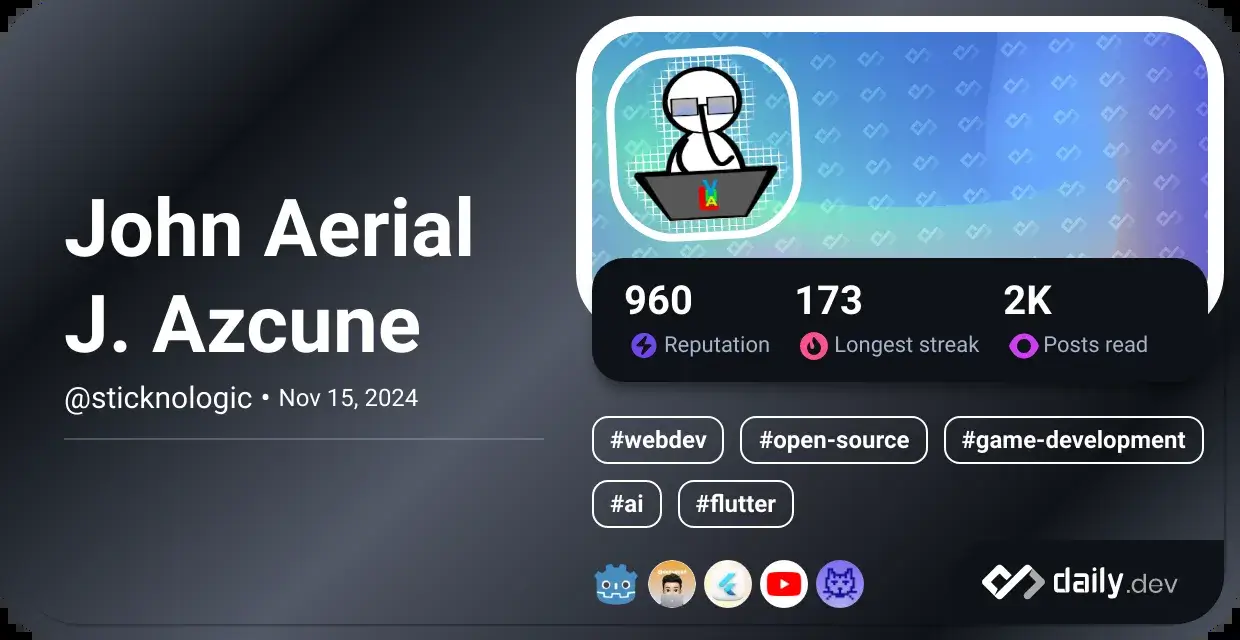 John Aerial
J. Azcune
@sticknologic • Nov 15, 2024
960
Reputation
173
Longest streak
2K
Posts read
#webdev
#open-source
#game-development
#ai
#flutter
daily.dev